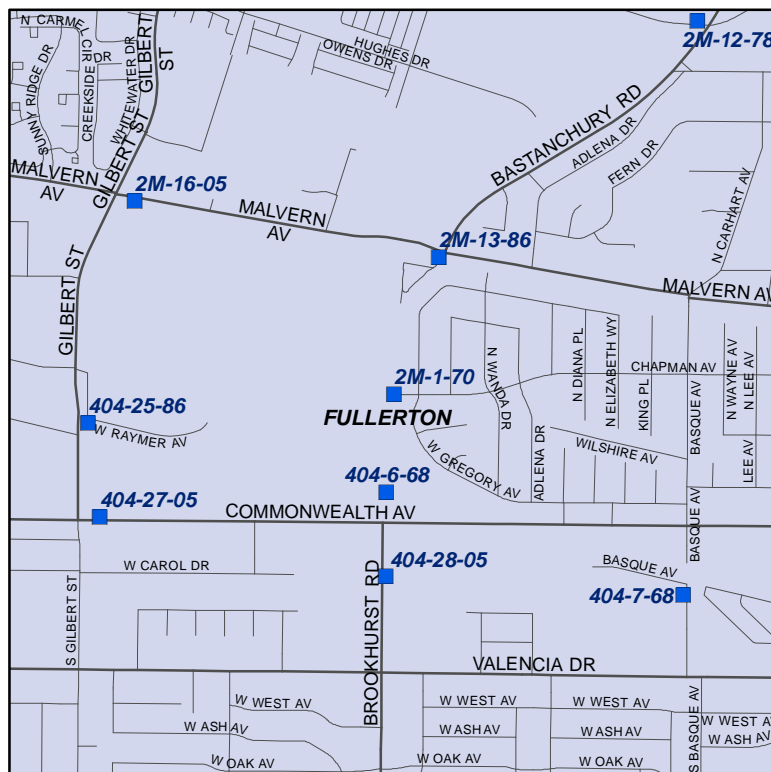 N CARMEL CIR
SUNNY RIDGE DR
CREEKSIDE DR
WHITEWATER DR
GILBERT ST
GILBERT ST
HUGHES DR
OWENS DR
2M-12-78
BASTANCHURY RD
ADLENA DR
FERN DR
N CARHART AV
MALVERN
AV
2M-16-05
MALVERN
AV
2M-13-86
MALVERN AV
GILBERT ST
N WANDA DR
N DIANA PL
N ELIZABETH WY
KING PL
CHAPMAN AV
N WAYNE AV
N LEE AV
2M-1-70
404-25-86
W RAYMER AV
FULLERTON
W GREGORY AV
ADLENA DR
WILSHIRE AV
BASQUE AV
LEE AV
404-6-68
404-27-05
COMMONWEALTH AV
BASQUE AV
W CAROL DR
404-28-05
BASQUE AV
404-7-68
S GILBERT ST
BROOKHURST RD
VALENCIA DR
W WEST AV
W WEST AV
W WEST AV
W WEST AV
W ASH AV
W ASH AV
W ASH AV
W ASH AV
W OAK AV
W OAK AV
W OAK AV
S BASQUE AV